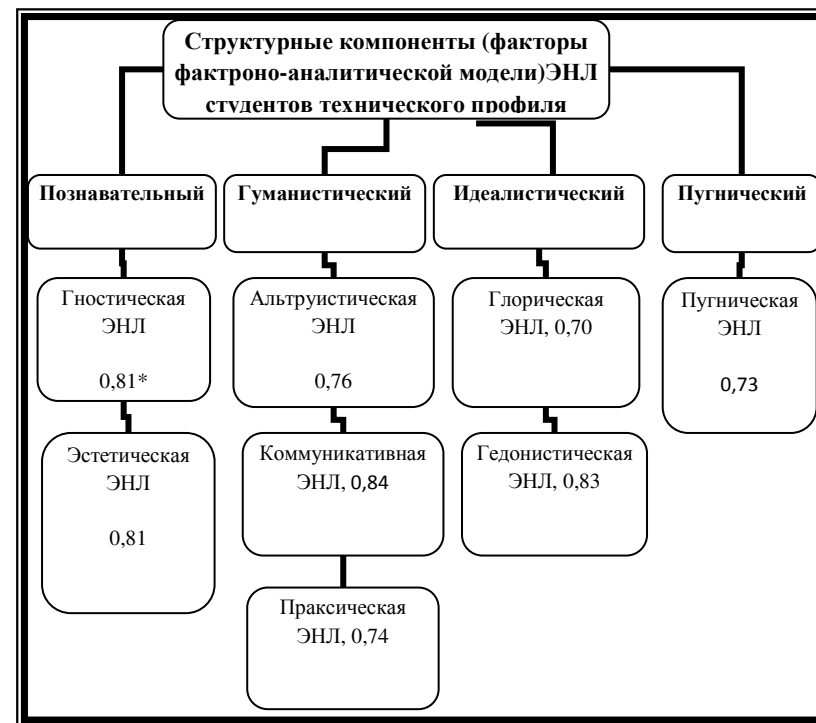 Структурные компоненты (факторы
фактроно-аналитической модели)ЭНЛ
студентов технического профиля
Познавательный
Гуманистический
Идеалистический
Пугнический
Гностическая
ЭНЛ
0,81*
Альтруистическая
ЭНЛ
0,76
Глорическая
ЭНЛ, 0,70
Пугническая
ЭНЛ
0,73
Эстетическая
ЭНЛ
0,81
Коммуникативная
ЭНЛ, 0,84
Гедонистическая
ЭНЛ, 0,83
Праксическая
ЭНЛ, 0,74